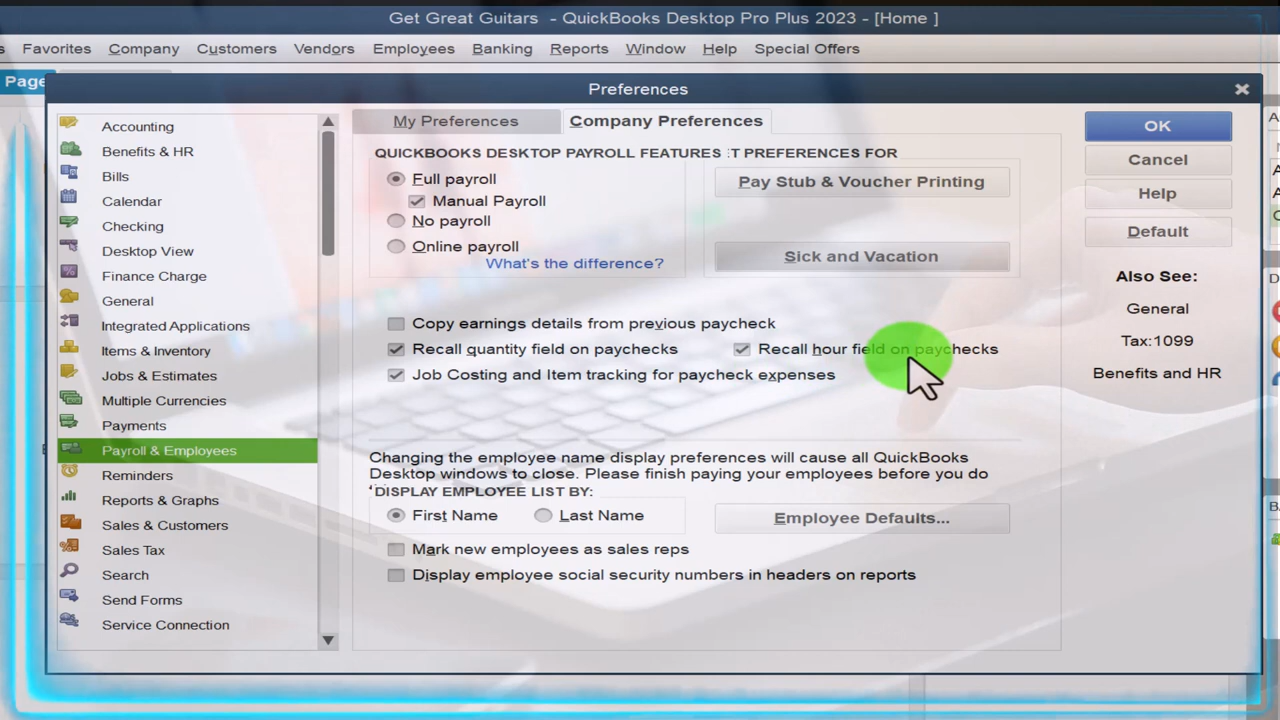 Get Great Guitars - QuickBooks Desktop Pro Plus 2023 - [Home ]
s Favorites Company Customers Vendors Employees Banking Reports Window Help Special Offers
Page
Preferences
Accounting
Benefits & HR
Bills
Calendar
Checking
Desktop View
Finance Charge
General
Integrated Applications
Items & Inventory
Jobs & Estimates
Multiple Currencies
Payments
Payroll & Employees
Reminders
Reports & Graphs
Sales & Customers
Sales Tax
Search
Send Forms
Service Connection
My Preferences Company Preferences
QUICKBOOKS DESKTOP PAYROLL FEATURES T PREFERENCES FOR
Full payroll
Manual Payroll
No payroll
Online payroll
What's the difference?
Pay Stub & Voucher Printing
Sick and Vacation
Copy earnings details from previous paycheck
Recall quantity field on paychecks Recall hour field on paychecks
Job Costing and Item tracking for paycheck expenses
Changing the employee name display preferences will cause all QuickBooks
Desktop windows to close. Please finish paying your employees before you do
DISPLAY EMPLOYEE LIST BY:
First Name Last Name
Employee Defaults...
Mark new employees as sales reps
Display employee social security numbers in headers on reports
OK
Cancel
Help
Default
Also See:
General
Tax:1099
Benefits and HR